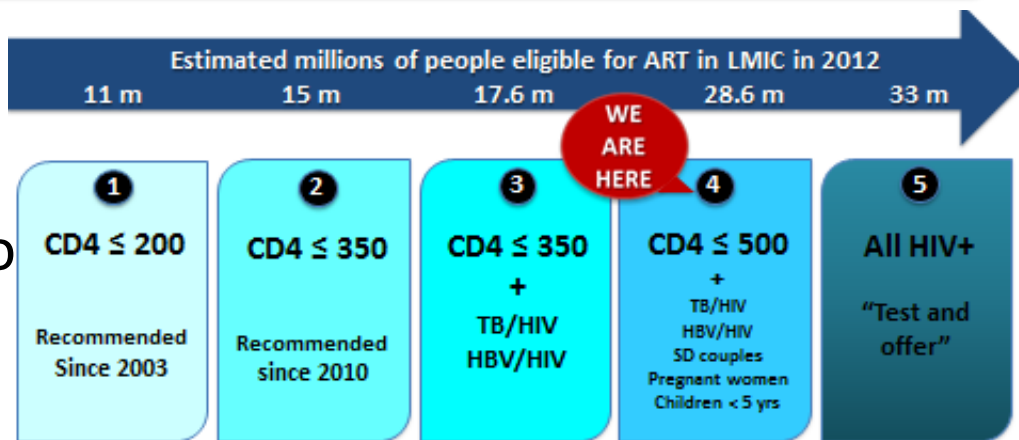 Estimated millions of people eligible for ART in LMIC in 2012
11 m 15 m 17.6 m 28.6 m 33 m
WE
ARE
HERE
1
CD4 ≤ 200
Recommended
Since 2003
2
CD4 ≤ 350
Recommended
since 2010
3
CD4 ≤ 350
+
TB/HIV
HBV/HIV
4
CD4 ≤ 500
+
TB/HIV
HBV/HIV
SD couples
Pregnant women
Children < 5 yrs
5
All HIV+
“Test and
offer”